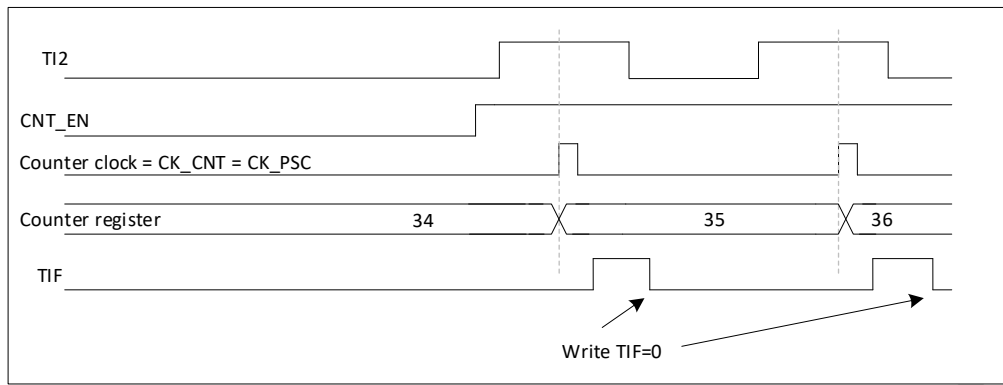 TI2
CNT_EN
Counter clock = CK_CNT = CK_PSC
Counter register 34 35 36
TIF
Write TIF=0